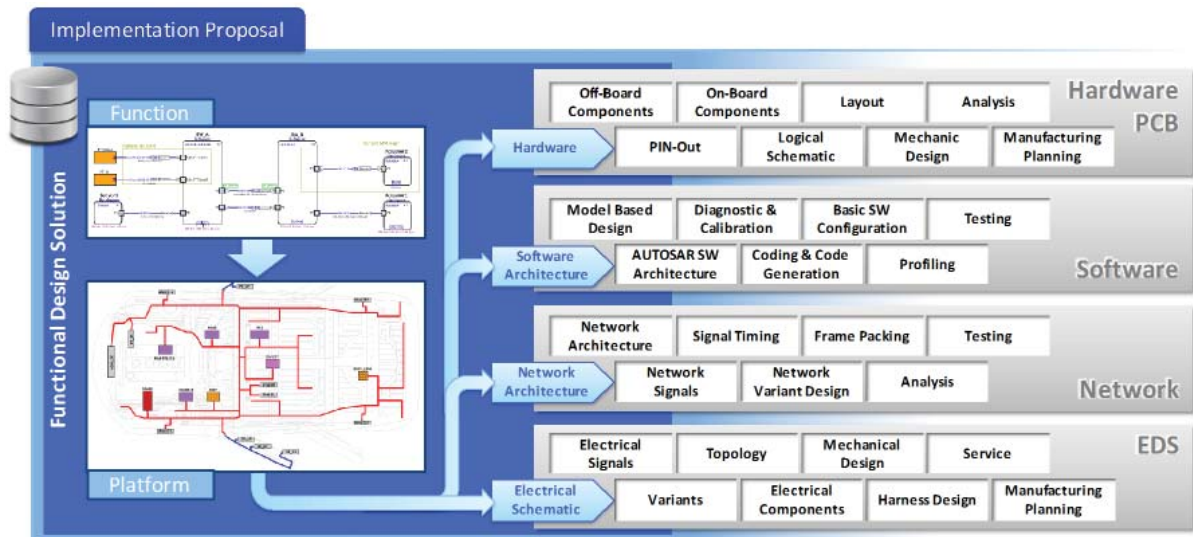 Implementation Proposal
Functional Design Solution
Function
Platform
Hardware
Software
Architecture
Network
Architecture
Electrical
Schematic
Hardware
PCB
Off-Board
Components
On-Board
Components
Layout
Analysis
PIN-Out
Logical
Schematic
Mechanic
Design
Manufacturing
Planning
Software
Model Based
Design
Diagnostic &
Calibration
Basic SW
Configuration
Testing
AUTOSAR SW
Architecture
Coding & Code
Generation
Profiling
Network
Network
Architecture
Signal Timing
Frame Packing
Testing
Network
Signals
Network
Variant Design
Analysis
EDS
Electrical
Signals
Topology
Mechanical
Design
Service
Variants
Electrical
Components
Harness Design
Manufacturing
Planning